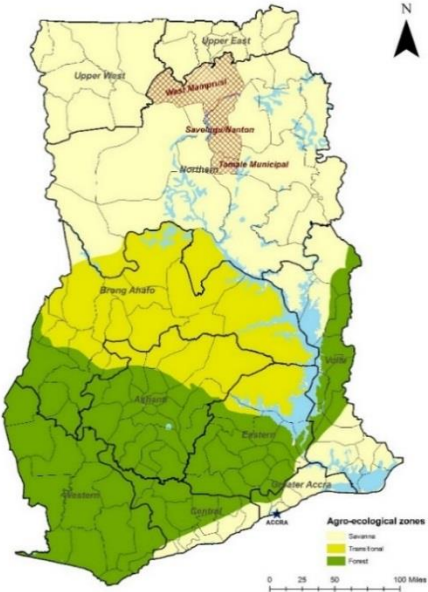 N
Upper East
Upper West
West Mamprusi
Savelugu/Nanton
Tamale Municipal
Northern
Brong Ahafo
Volta
Ashanti
Eastern
Western
Greater Accra
Central
ACCRA
Agro-ecological zones
Savanna
Transitional
Forest
0 25 50 100 Miles